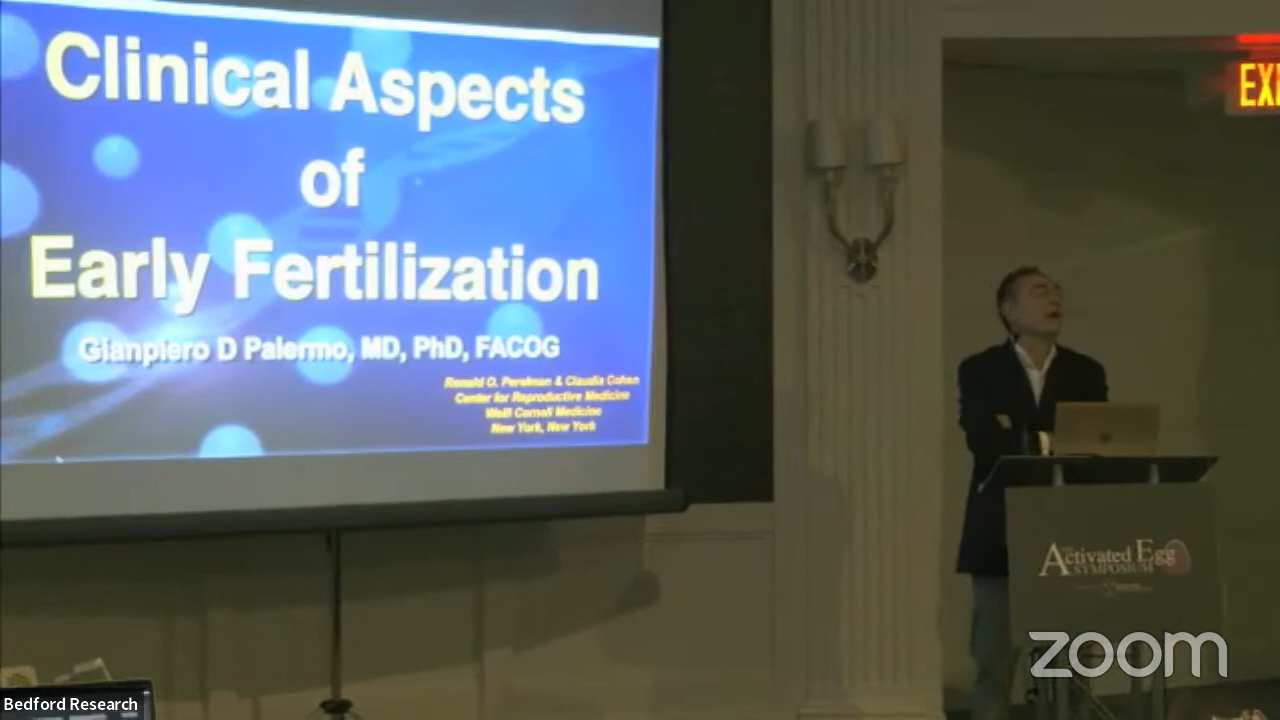 Clinical Aspects
of
Early Fertilization
Gianpiero D Palermo, MD, PhD, FACOG
Ronald O. Perelman & Claudia Cohen
Center for Reproductive Medicine
Weill Cornell Medicine
New York, New York
EXI
Activated Egg
SYMPOSIUM
zoom
Bedford Research